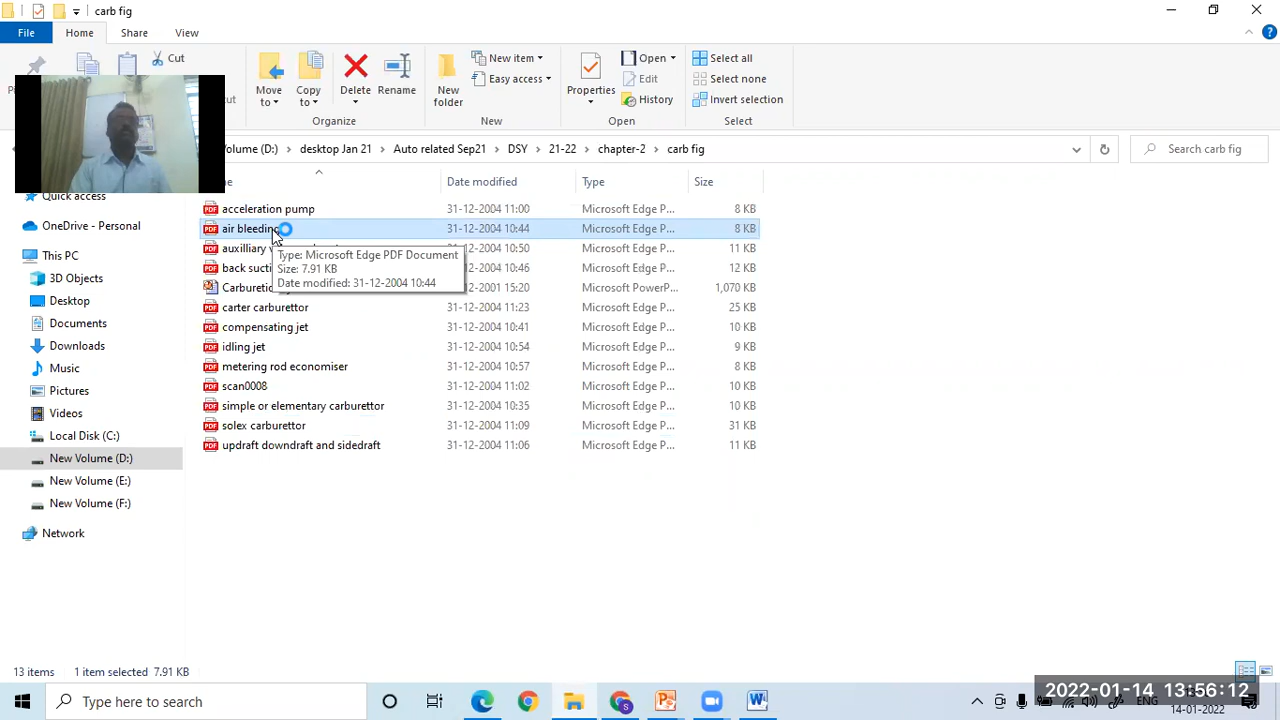 carb fig
File Home Share View
Cut
Move to
Copy to
Delete
Rename
New folder
New item
Easy access
Properties
Open
Edit
History
Select all
Select none
Invert selection
Organize New Open Select
olume (D:) › desktop Jan 21 › Auto related Sep21 › DSY › 21-22 › chapter-2 › carb fig
Search carb fig
Date modified Type Size
acceleration pump 31-12-2004 11:00 Microsoft Edge P... 8 KB
air bleeding 31-12-2004 10:44 Microsoft Edge P... 8 KB
auxilliary v 31-12-2004 10:50 Microsoft Edge P... 11 KB
back sucti 31-12-2004 10:46 Microsoft Edge P... 12 KB
Type: Microsoft Edge PDF Document
Size: 7.91 KB
Date modified: 31-12-2004 10:44
Carburetio -12-2001 15:20 Microsoft PowerP... 1,070 KB
carter carburettor 31-12-2004 11:23 Microsoft Edge P... 25 KB
compensating jet 31-12-2004 10:41 Microsoft Edge P... 10 KB
idling jet 31-12-2004 10:54 Microsoft Edge P... 9 KB
metering rod economiser 31-12-2004 10:57 Microsoft Edge P... 8 KB
scan0008 31-12-2004 11:02 Microsoft Edge P... 10 KB
simple or elementary carburettor 31-12-2004 10:35 Microsoft Edge P... 10 KB
solex carburettor 31-12-2004 11:09 Microsoft Edge P... 31 KB
updraft downdraft and sidedraft 31-12-2004 11:06 Microsoft Edge P... 11 KB
Quick access
OneDrive - Personal
This PC
3D Objects
Desktop
Documents
Downloads
Music
Pictures
Videos
Local Disk (C:)
New Volume (D:)
New Volume (E:)
New Volume (F:)
Network
13 items 1 item selected 7.91 KB
Type here to search
ENG
2022-01-14 13:56:12
14-01-2022